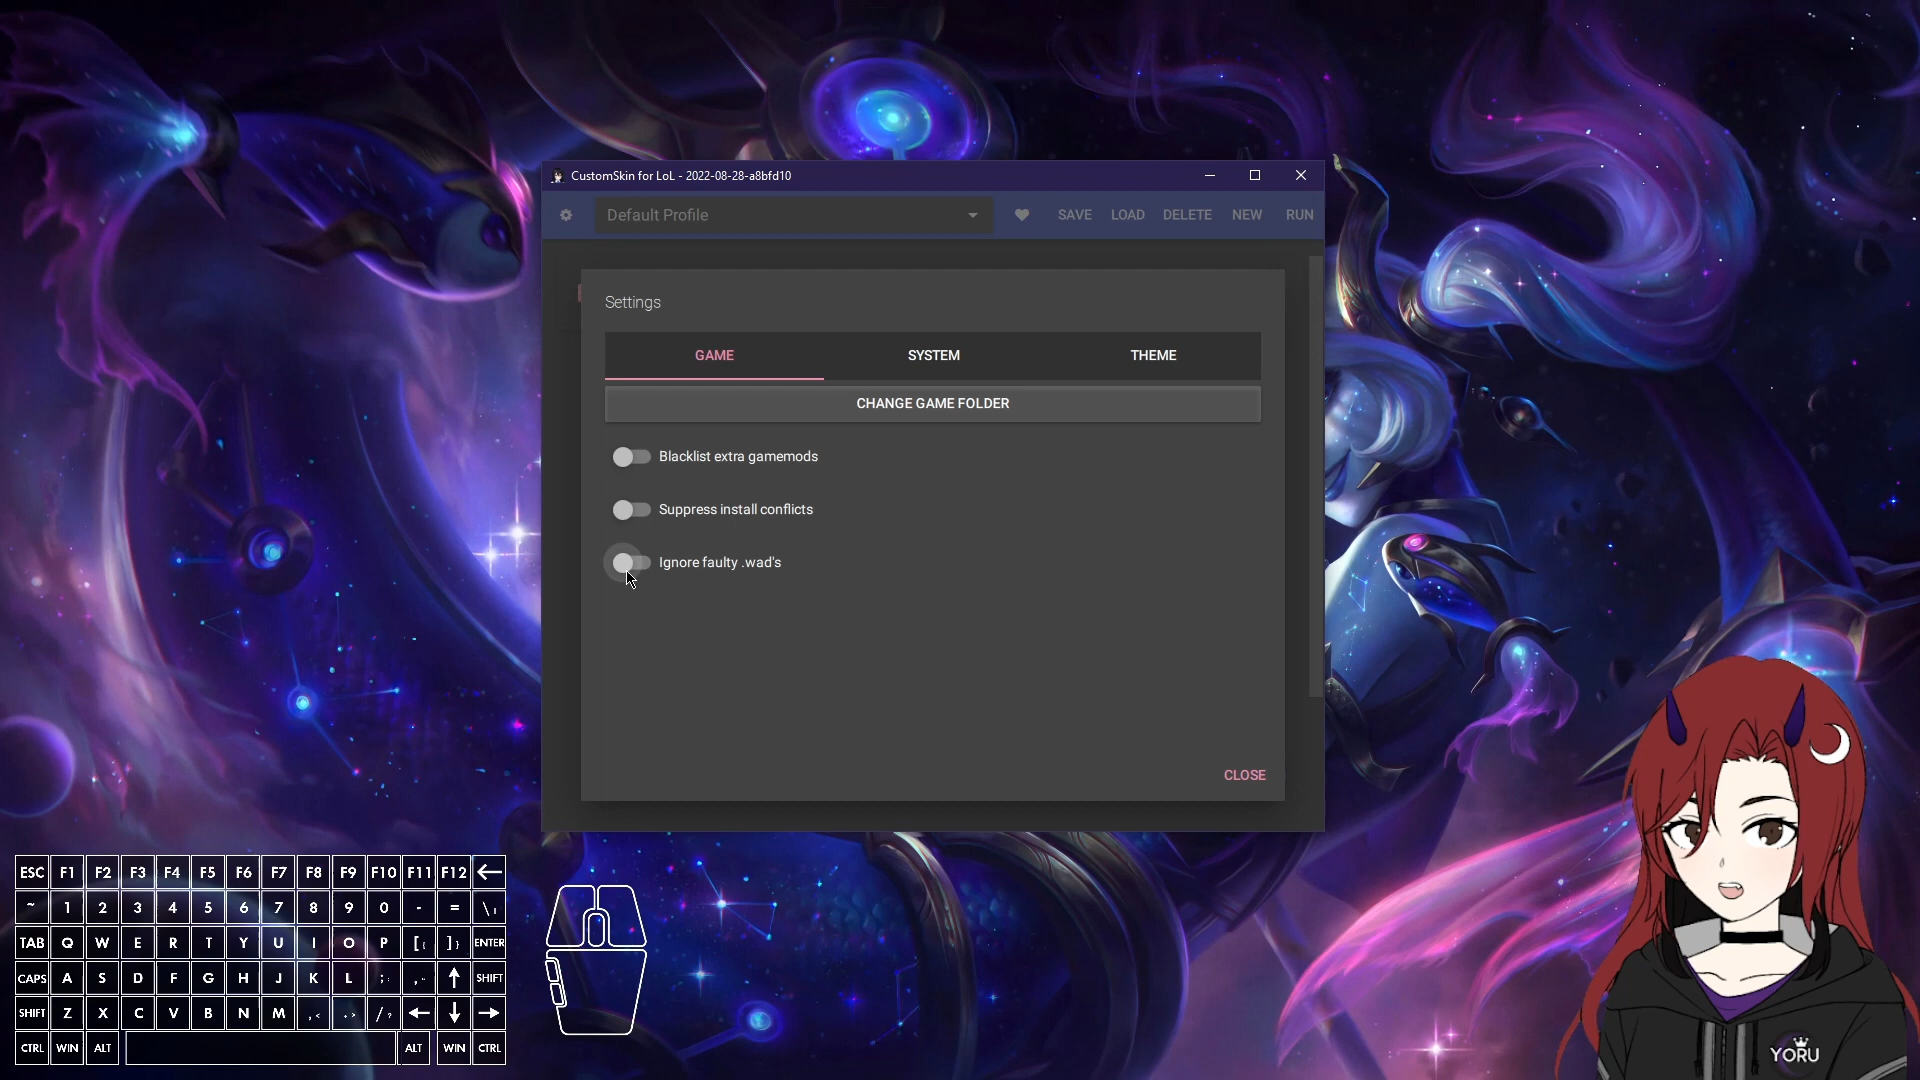 CustomSkin for LoL - 2022-08-28-a8bfd10
Default Profile
SAVE LOAD DELETE NEW RUN
Settings
GAME SYSTEM THEME
CHANGE GAME FOLDER
Blacklist extra gamemods
Suppress install conflicts
Ignore faulty .wad's
CLOSE
ESC F1 F2 F3 F4 F5 F6 F7 F8 F9 F10 F11 F12 ←
~ 1 2 3 4 5 6 7 8 9 0 - = \
TAB Q W E R T Y U I O P [ { ] } ENTER
CAPS A S D F G H J K L ; ↑ SHIFT
SHIFT Z X C V B N M , < . > / ? ← ↓ →
CTRL WIN ALT ALT WIN CTRL
YORU